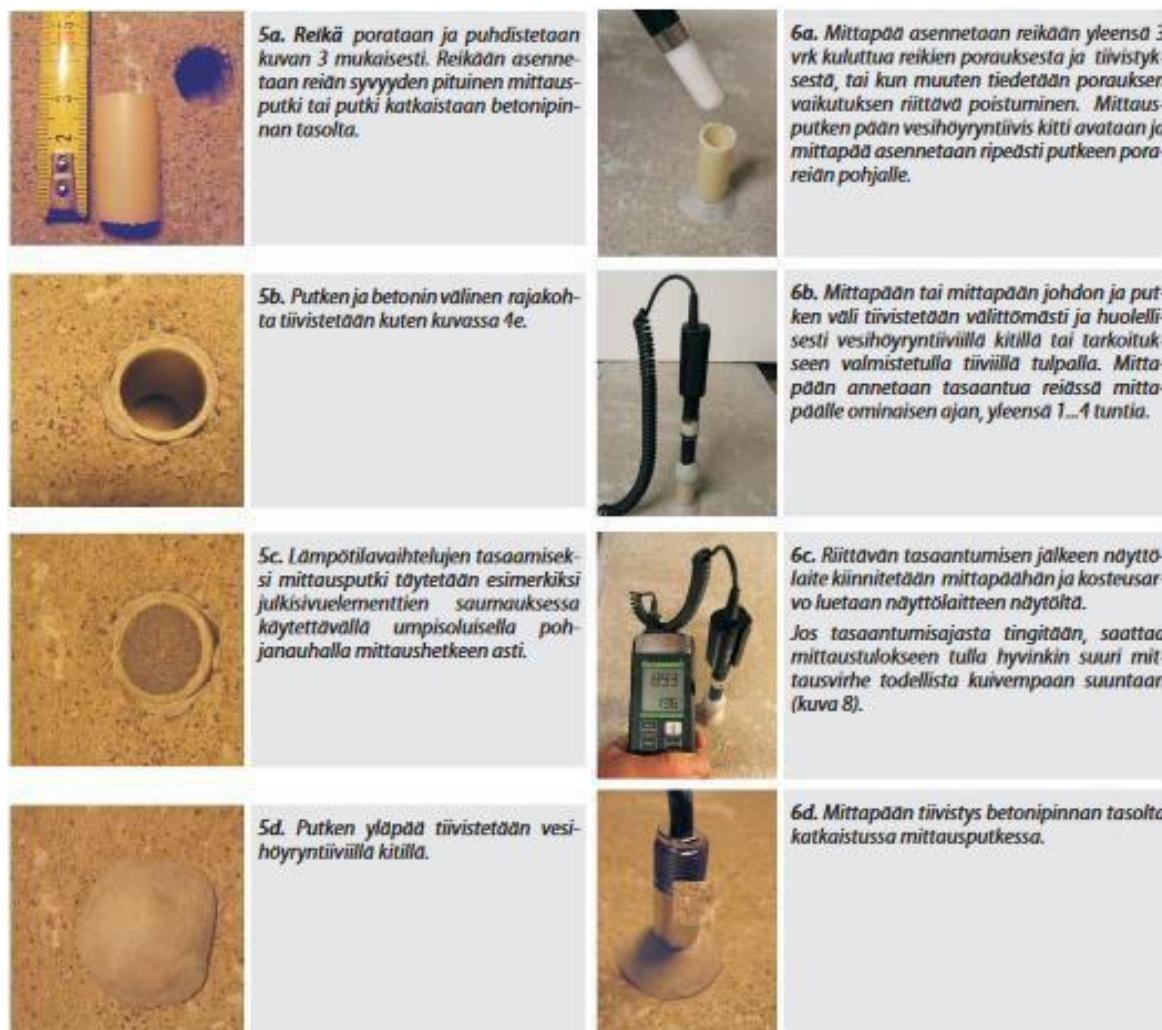 5a. Reikä porataan ja puhdistetaan
kuvan 3 mukaisesti. Reikään asenne-
taan reiän syvyyden pituinen mittaus-
putki tai putki katkaistaan betonipin-
nan tasolta.
5b. Putken ja betonin välinen rajakoh-
ta tiivistetään kuten kuvassa 4e.
5c. Lämpötilavaihtelujen tasaamisek-
si mittausputki täytetään esimerkiksi
julkisivuelementtien saumauksessa
käytettävällä umpisoluisella poh-
janauhalla mittaushetkeen asti.
5d. Putken yläpää tiivistetään vesi-
höyryntiiviillä kitillä.
6a. Mittapää asennetaan reikään yleensä 3
vrk kuluttua reikien porauksesta ja tiivistyk-
sestä, tai kun muuten tiedetään porauksen
vaikutuksen riittävä poistuminen. Mittaus-
putken pään vesihöyryntiivis kitti avataan ja
mittapää asennetaan ripeästi putkeen pora-
reiän pohjalle.
6b. Mittapään tai mittapään johdon ja put-
ken väli tiivistetään välittömästi ja huolelli-
sesti vesihöyryntiiviillä kitillä tai tarkoituk-
seen valmistetulla tiiviillä tulpalla. Mitta-
pään annetaan tasaantua reiässä mitta-
päälle ominaisen ajan, yleensä 1...4 tuntia.
6c. Riittävän tasaantumisen jälkeen näyttö-
laite kiinnitetään mittapäähän ja kosteusar-
vo luetaan näyttölaitteen näytöltä.
Jos tasaantumisajasta tingitään, saattaa
mittaustulokseen tulla hyvinkin suuri mit-
tausvirhe todellista kuivempaan suuntaan
(kuva 8).
6d. Mittapään tiivistys betonipinnan tasolta
katkaistussa mittausputkessa.
2
893
196